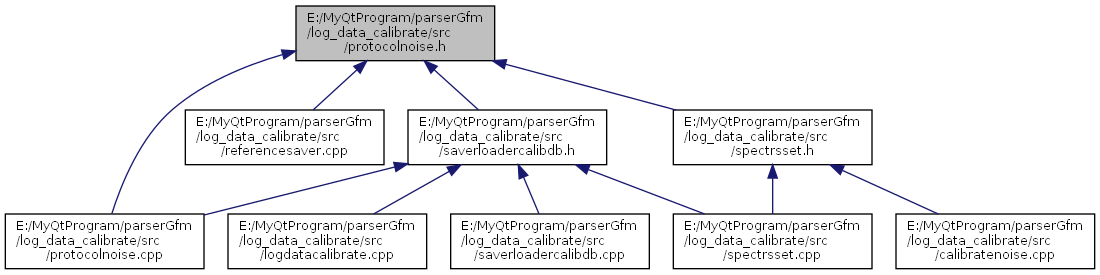 E:/MyQtProgram/parserGfm
/log_data_calibrate/src
/protocolnoise.h
E:/MyQtProgram/parserGfm
/log_data_calibrate/src
/referencesaver.cpp
E:/MyQtProgram/parserGfm
/log_data_calibrate/src
/saverloadercalibdb.h
E:/MyQtProgram/parserGfm
/log_data_calibrate/src
/spectrsset.h
E:/MyQtProgram/parserGfm
/log_data_calibrate/src
/protocolnoise.cpp
E:/MyQtProgram/parserGfm
/log_data_calibrate/src
/logdatacalibrate.cpp
E:/MyQtProgram/parserGfm
/log_data_calibrate/src
/saverloadercalibdb.cpp
E:/MyQtProgram/parserGfm
/log_data_calibrate/src
/spectrsset.cpp
E:/MyQtProgram/parserGfm
/log_data_calibrate/src
/calibratenoise.cpp